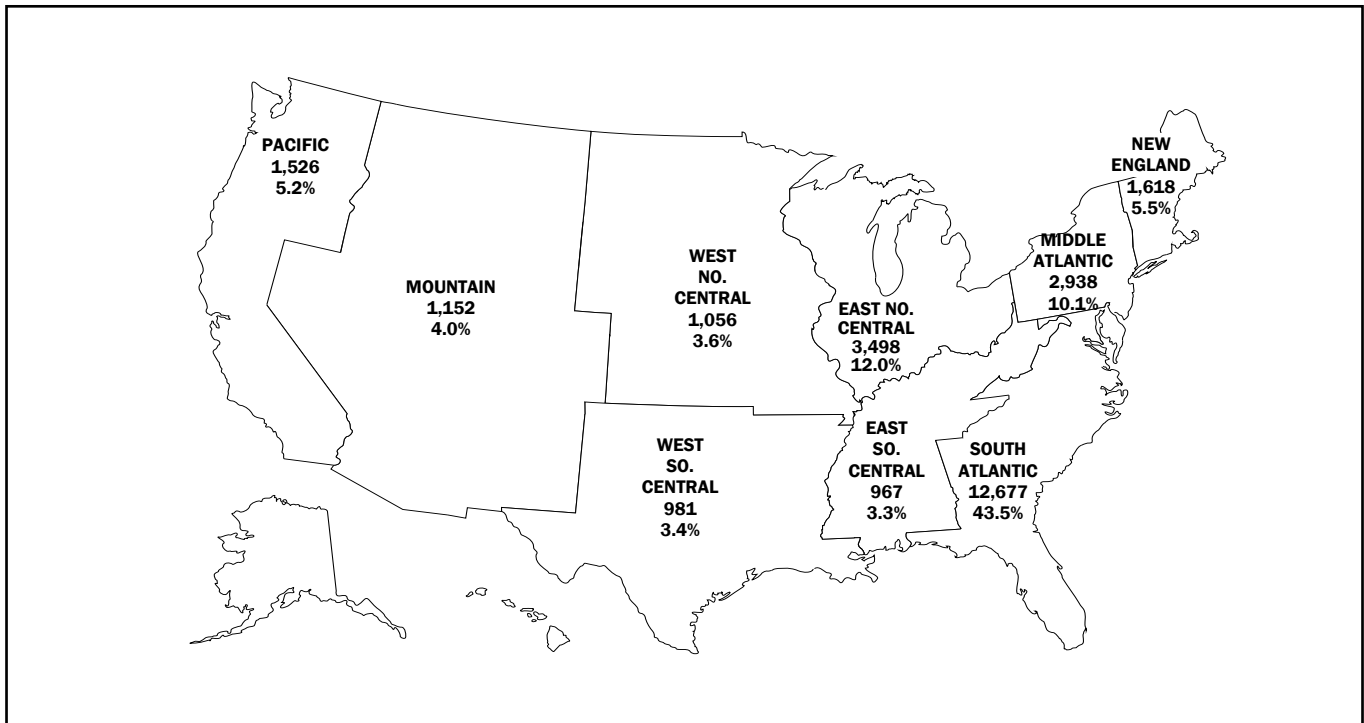 PACIFIC
1,526
5.2%
MOUNTAIN
1,152
4.0%
WEST
NO.
CENTRAL
1,056
3.6%
WEST
SO.
CENTRAL
981
3.4%
EAST NO.
CENTRAL
3,498
12.0%
EAST
SO.
CENTRAL
967
3.3%
SOUTH
ATLANTIC
12,677
43.5%
MIDDLE
ATLANTIC
2,938
10.1%
NEW
ENGLAND
1,618
5.5%